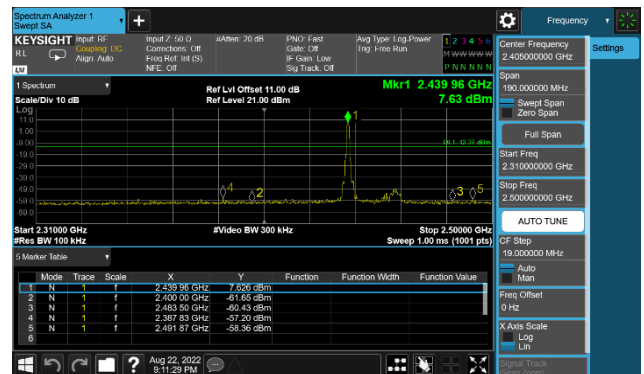 Spectrum Analyzer 1
Swept SA
+
Frequency
KEYSIGHT
Input: RF
Coupling: DC
Align: Auto
RL
Input Z: 50 Ω
Corrections: Off
Freq Ref: Int (S)
NFE: Off
#Atten: 20 dB
PNO: Fast
Gate: Off
IF Gain: Low
Sig Track: Off
Avg Type: Log-Power
Trig: Free Run
1 2 3 4 5 6
M W W W W W
P N N N N N
LXI
1 Spectrum
Scale/Div 10 dB
Ref Lvl Offset 11.00 dB
Ref Level 21.00 dBm
Mkr1 2.439 96 GHz
7.63 dBm
Log
11.0
1.00
-9.00
-19.0
-29.0
-39.0
-49.0
-59.0
-69.0
1
DL1 -12.37 dBm
4
2
3
5
Start 2.31000 GHz
#Res BW 100 kHz
#Video BW 300 kHz
Stop 2.50000 GHz
Sweep 1.00 ms (1001 pts)
5 Marker Table
Mode Trace Scale X Y Function Function Width Function Value
1 N 1 f 2.439 96 GHz 7.626 dBm
2 N 1 f 2.400 00 GHz -61.65 dBm
3 N 1 f 2.483 50 GHz -60.43 dBm
4 N 1 f 2.387 83 GHz -57.20 dBm
5 N 1 f 2.491 87 GHz -58.36 dBm
6
?
Aug 22, 2022
9:11:29 PM
Center Frequency
2.405000000 GHz
Settings
Span
190.000000 MHz
Swept Span
Zero Span
Full Span
Start Freq
2.310000000 GHz
Stop Freq
2.500000000 GHz
AUTO TUNE
CF Step
19.000000 MHz
Auto
Man
Freq Offset
0 Hz
X Axis Scale
Log
Lin
Signal Track